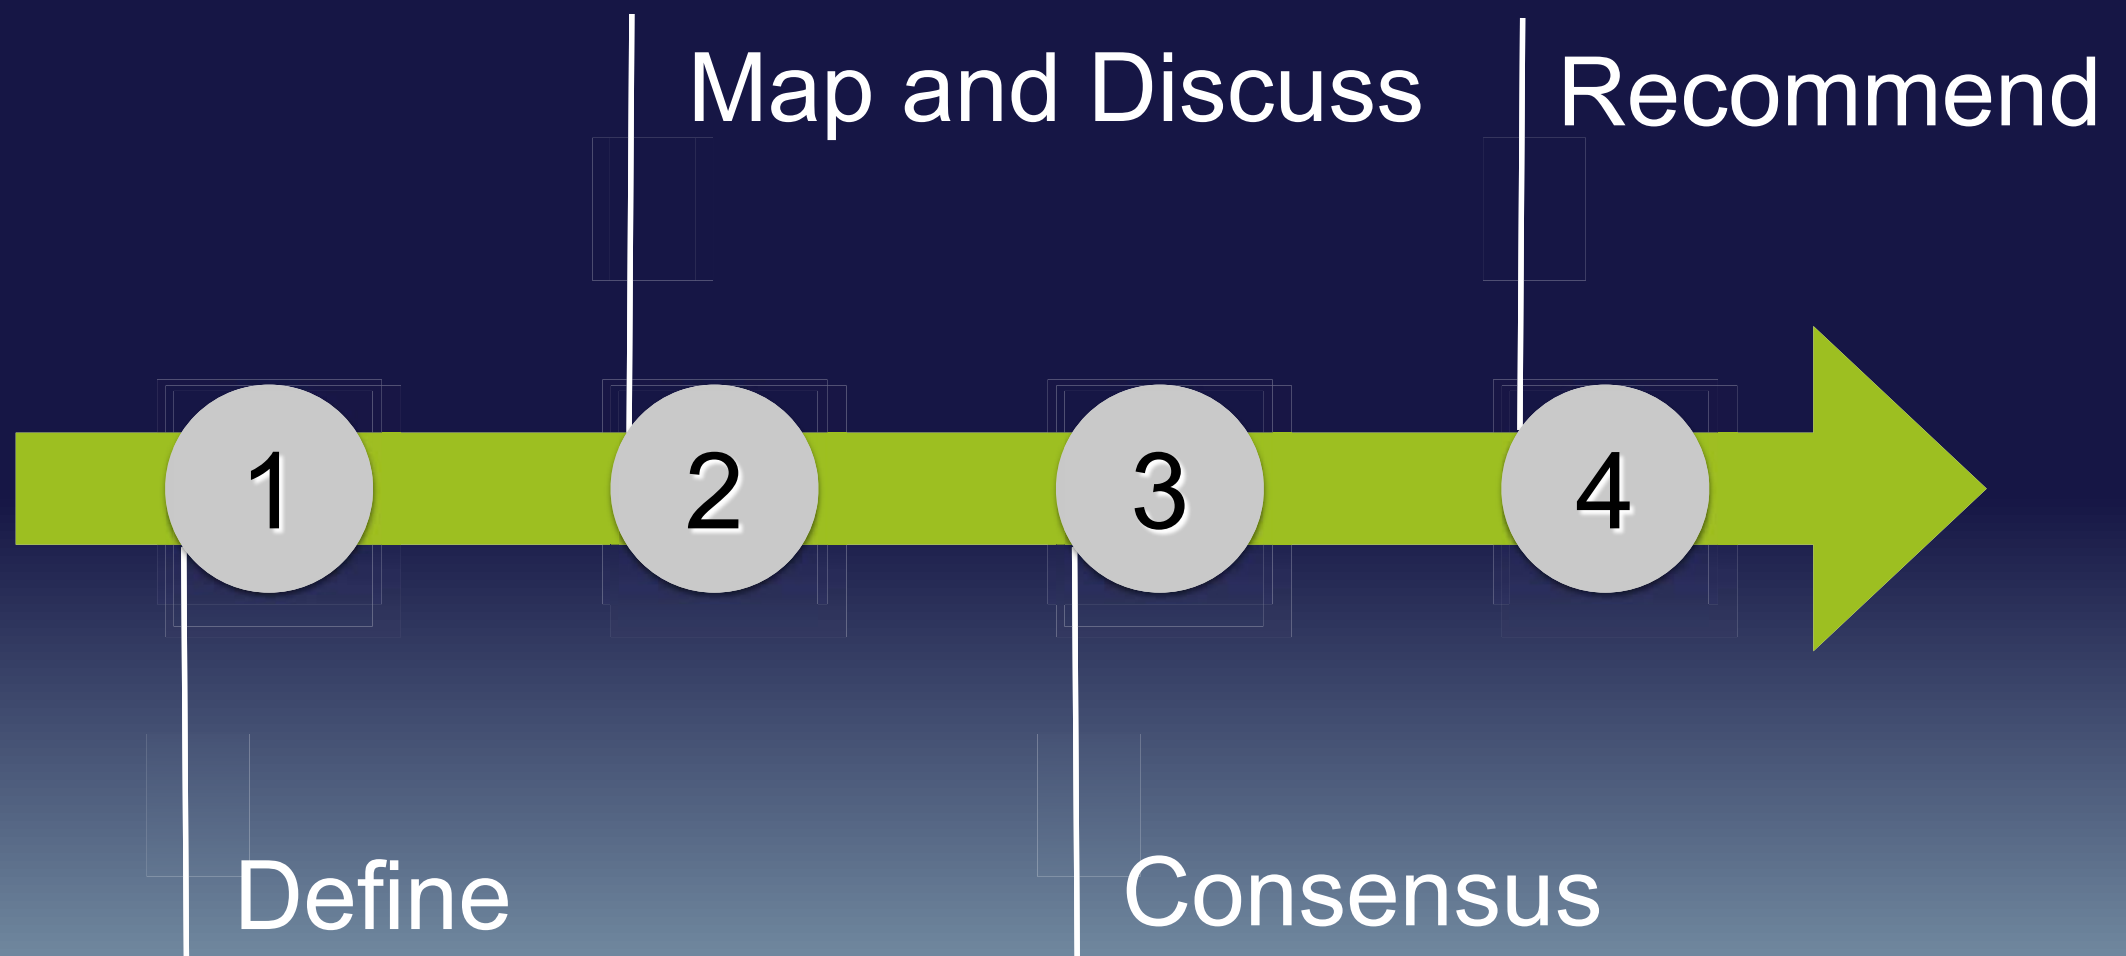 Map and Discuss
Recommend
1
2
3
4
Define
Consensus